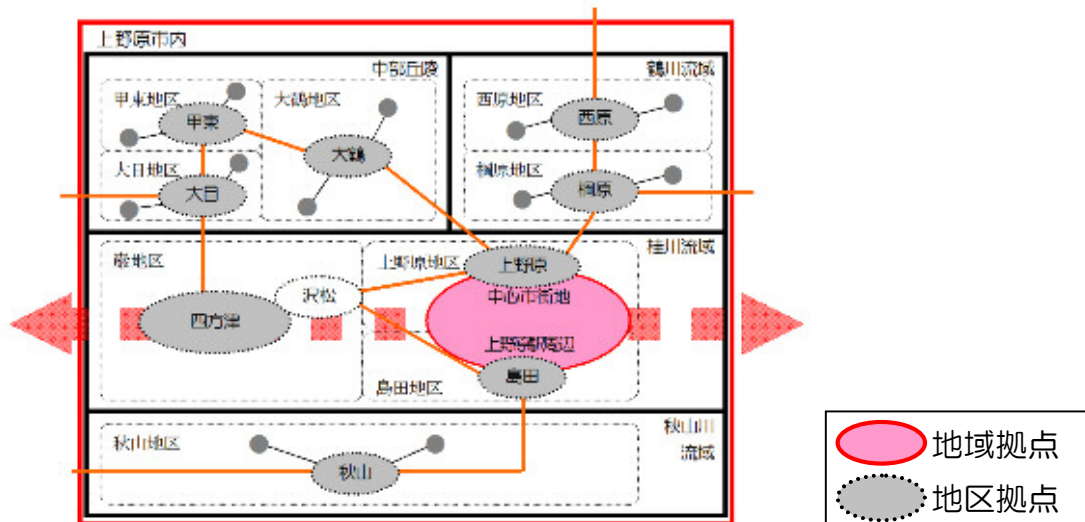 上野原市内
中部丘陵
鶴川流域
甲東地区
大鶴地区
西原地区
甲東
西原
大鶴
大目地区
棡原地区
大目
棡原
巌地区
上野原地区
桂川流域
上野原
沢松
中心市街地
四方津
上野原駅周辺
島田
島田地区
秋山地区
秋山川
流域
秋山
地域拠点
地区拠点